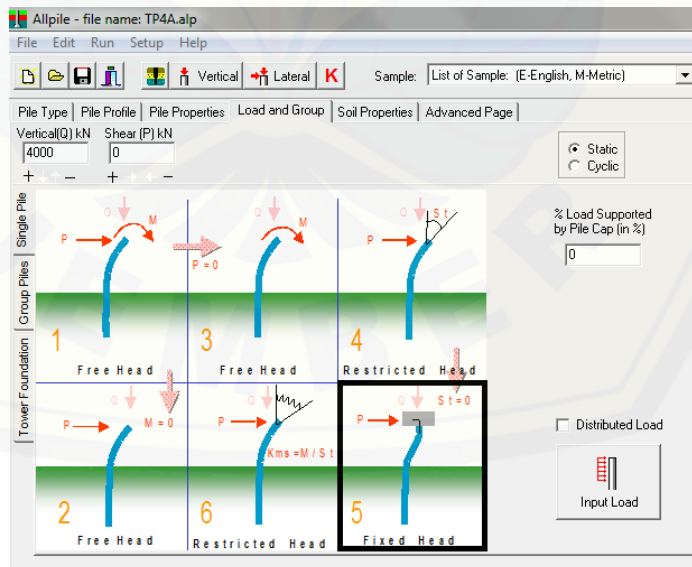 Allpile - file name: TP4A.alp
File Edit Run Setup Help
Vertical Lateral K Sample: List of Sample: (E-English, M-Metric)
Pile Type Pile Profile Pile Properties Load and Group Soil Properties Advanced Page
Vertical(Q) kN Shear (P) kN
4000 0
+ - + -
Static
Cyclic
Single Pile
Group Piles
Tower Foundation
Q M P
1
Free Head
P = 0
Q M
3
Free Head
Q St P
4
Restricted Head
M = 0
Q P
2
Free Head
Q P
Kms =M / St
6
Restricted Head
St=0
Q P
5
Fixed Head
% Load Supported
by Pile Cap (in %)
0
Distributed Load
Input Load